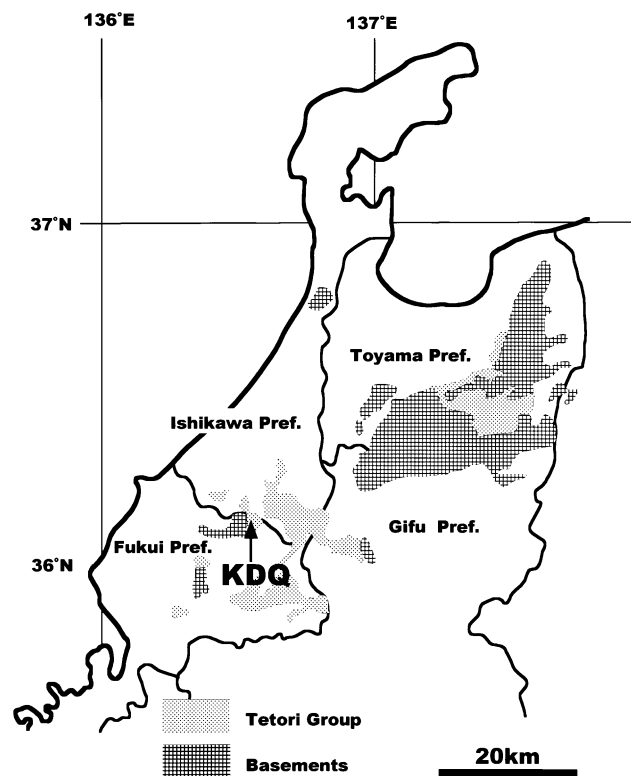 136˚E
137˚E
37˚N
Toyama Pref.
Ishikawa Pref.
Gifu Pref.
Fukui Pref.
36˚N
KDQ
Tetori Group
Basements
20km